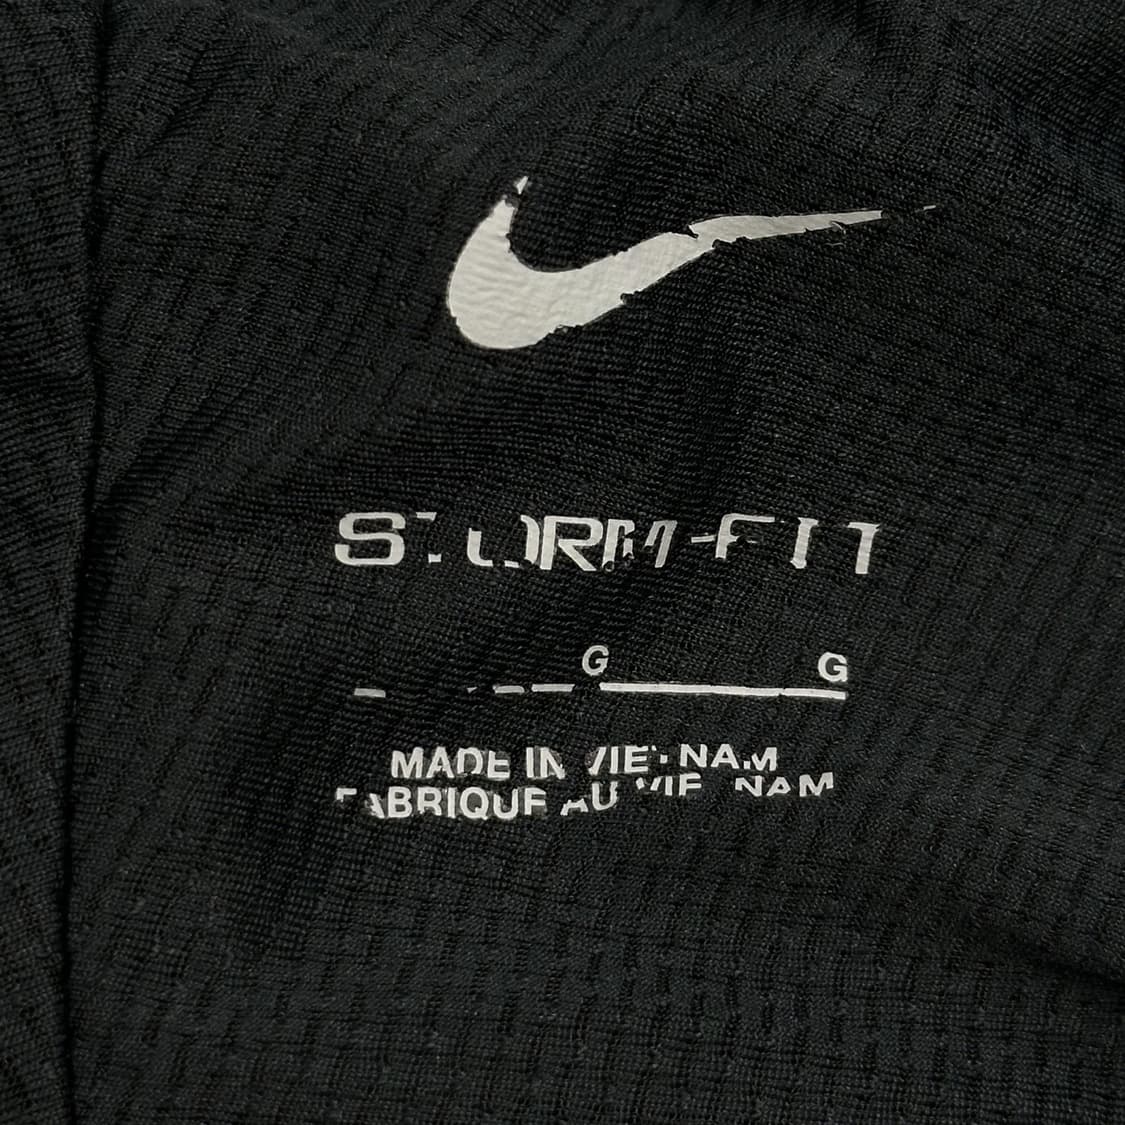 STORM-FIT
G G
MADE IN VIETNAM
FABRIQUE AU VIETNAM